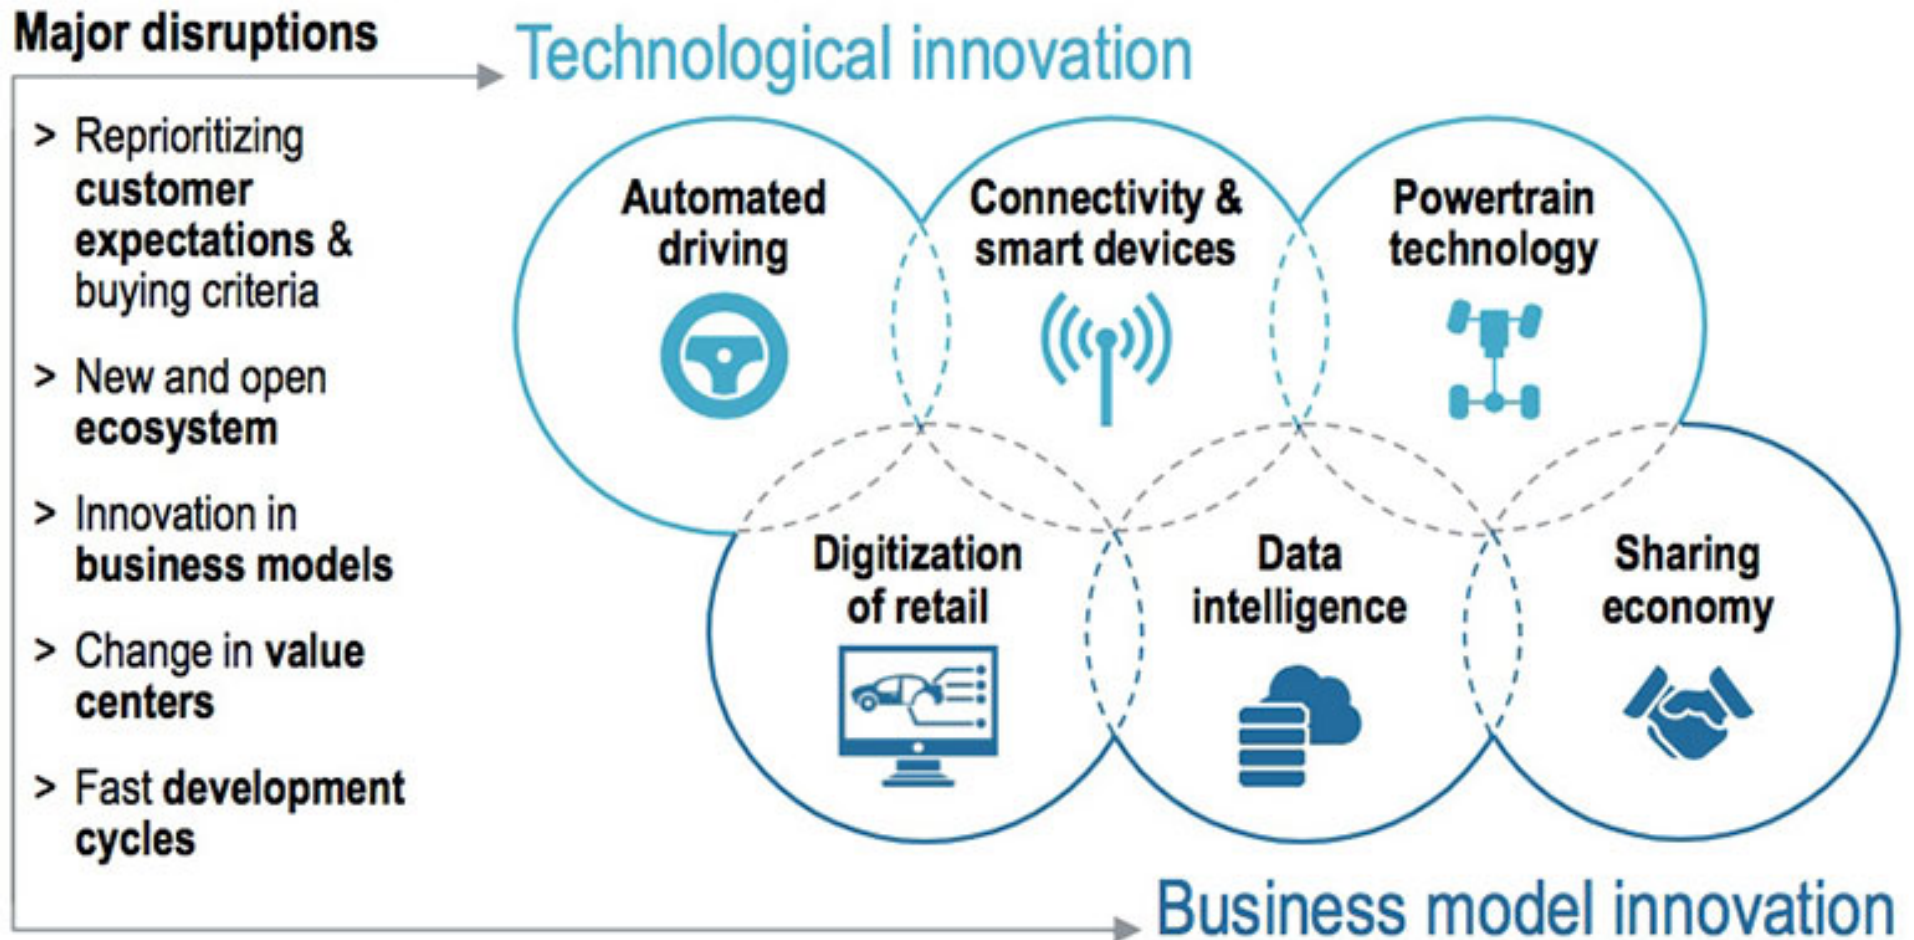 Major disruptions
Technological innovation
> Reprioritizing
customer
expectations &
buying criteria
> New and open
ecosystem
> Innovation in
business models
> Change in value
centers
> Fast development
cycles
Automated
driving
Connectivity &
smart devices
Powertrain
technology
Digitization
of retail
Data
intelligence
Sharing
economy
Business model innovation